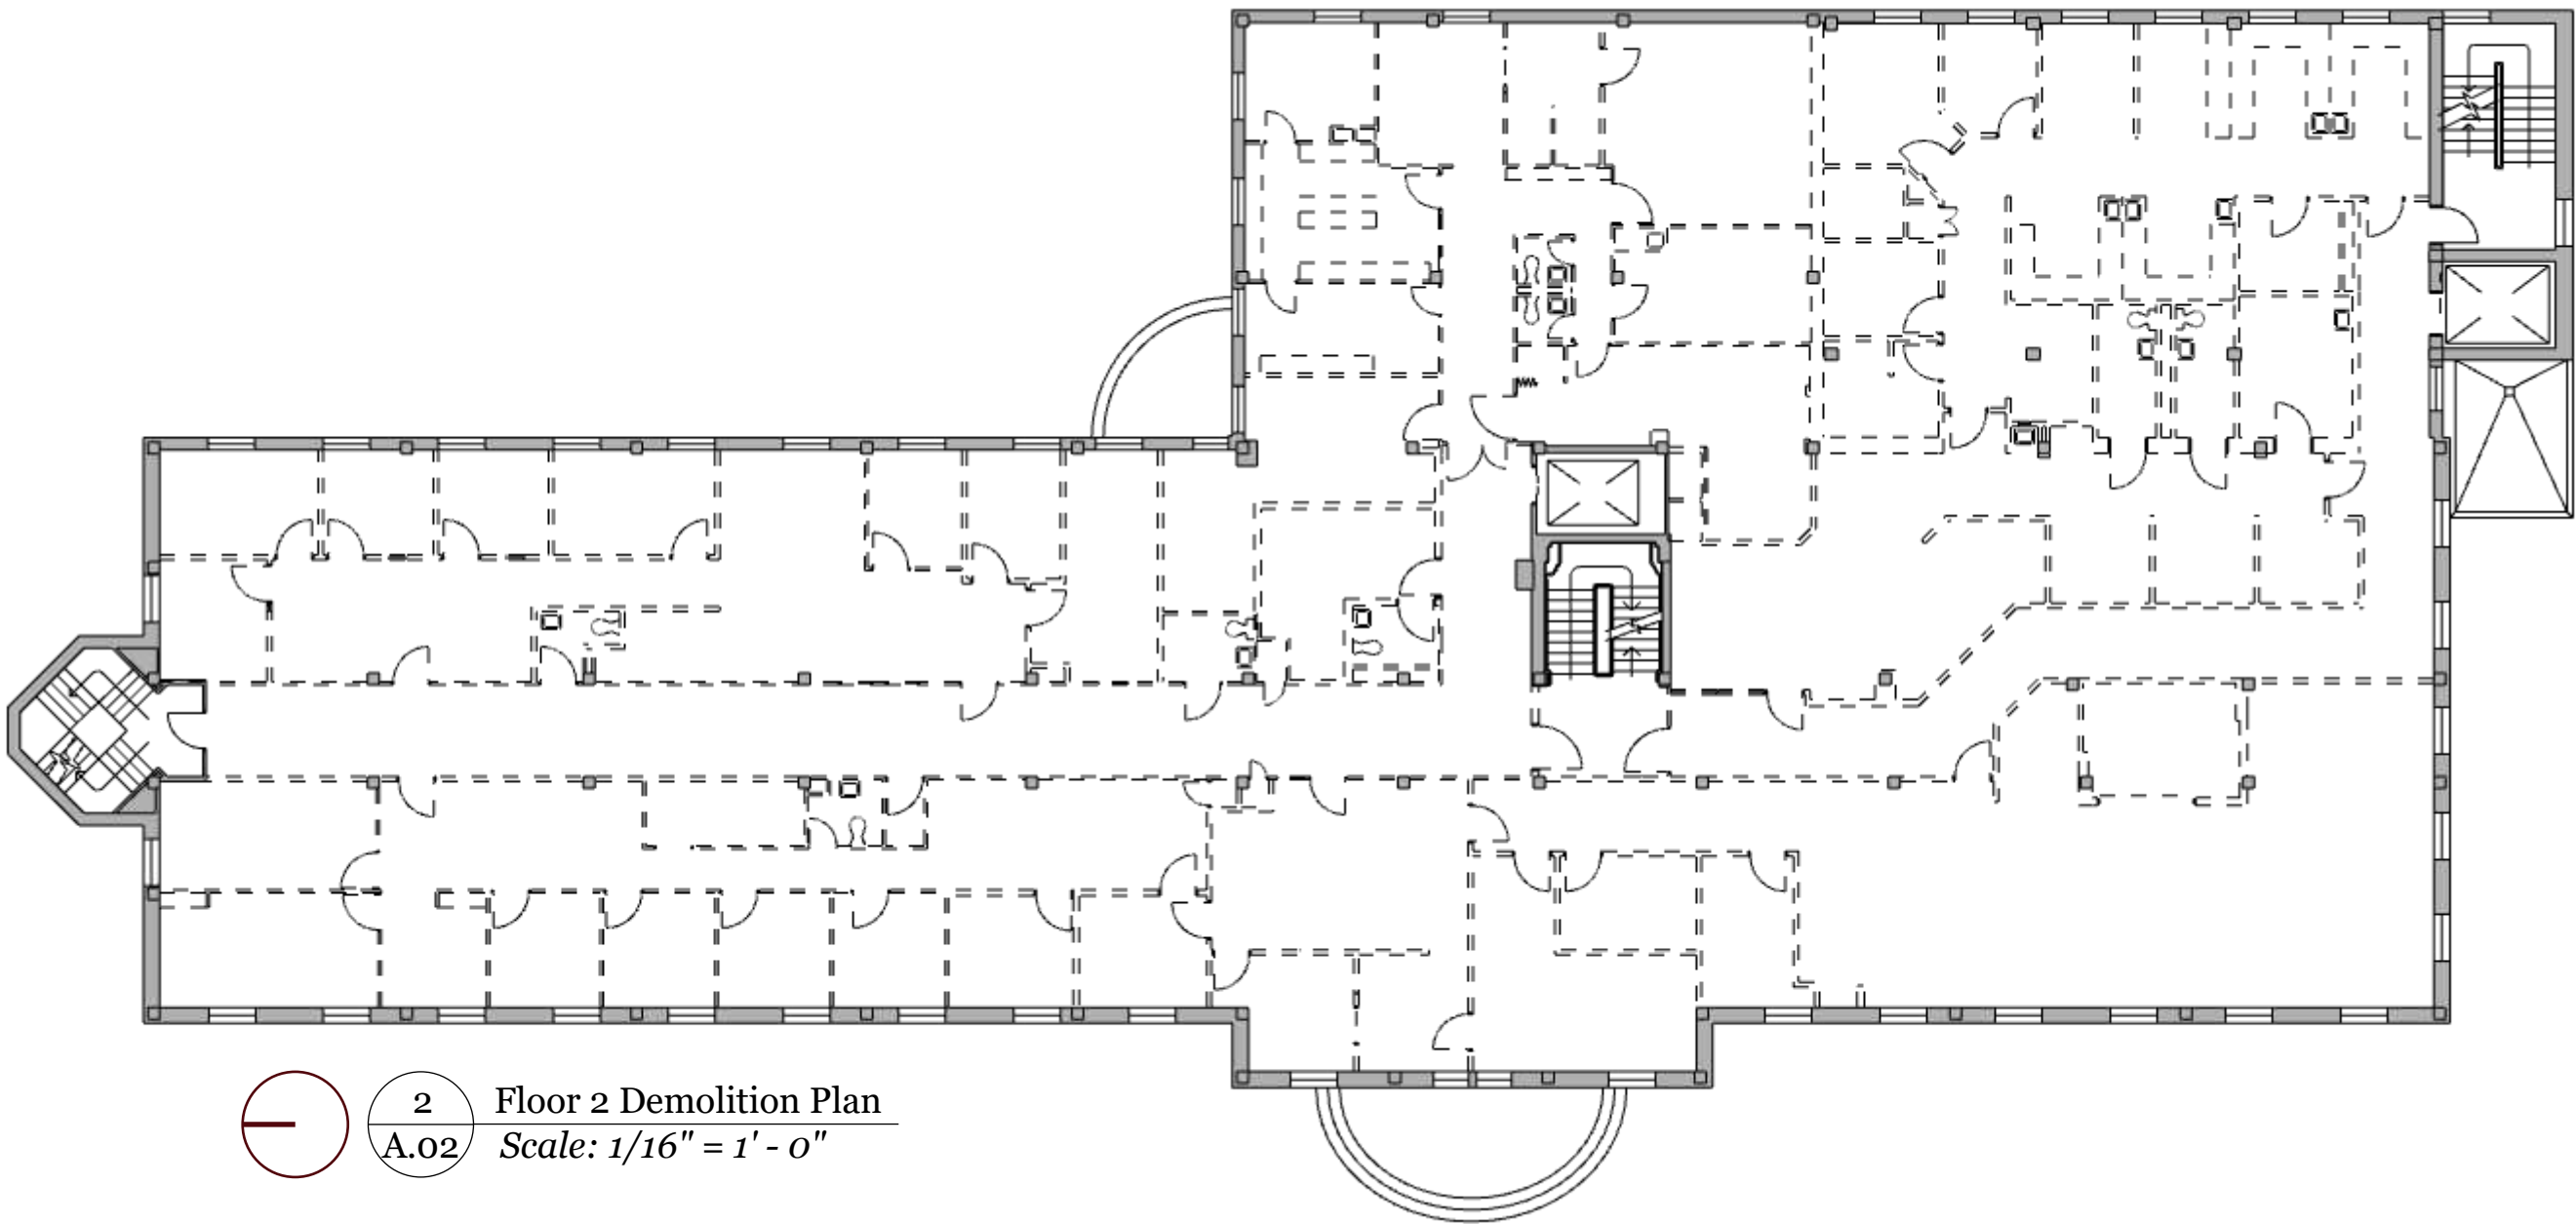 2
A.02
Floor 2 Demolition Plan
Scale: 1/16" = 1' - 0"